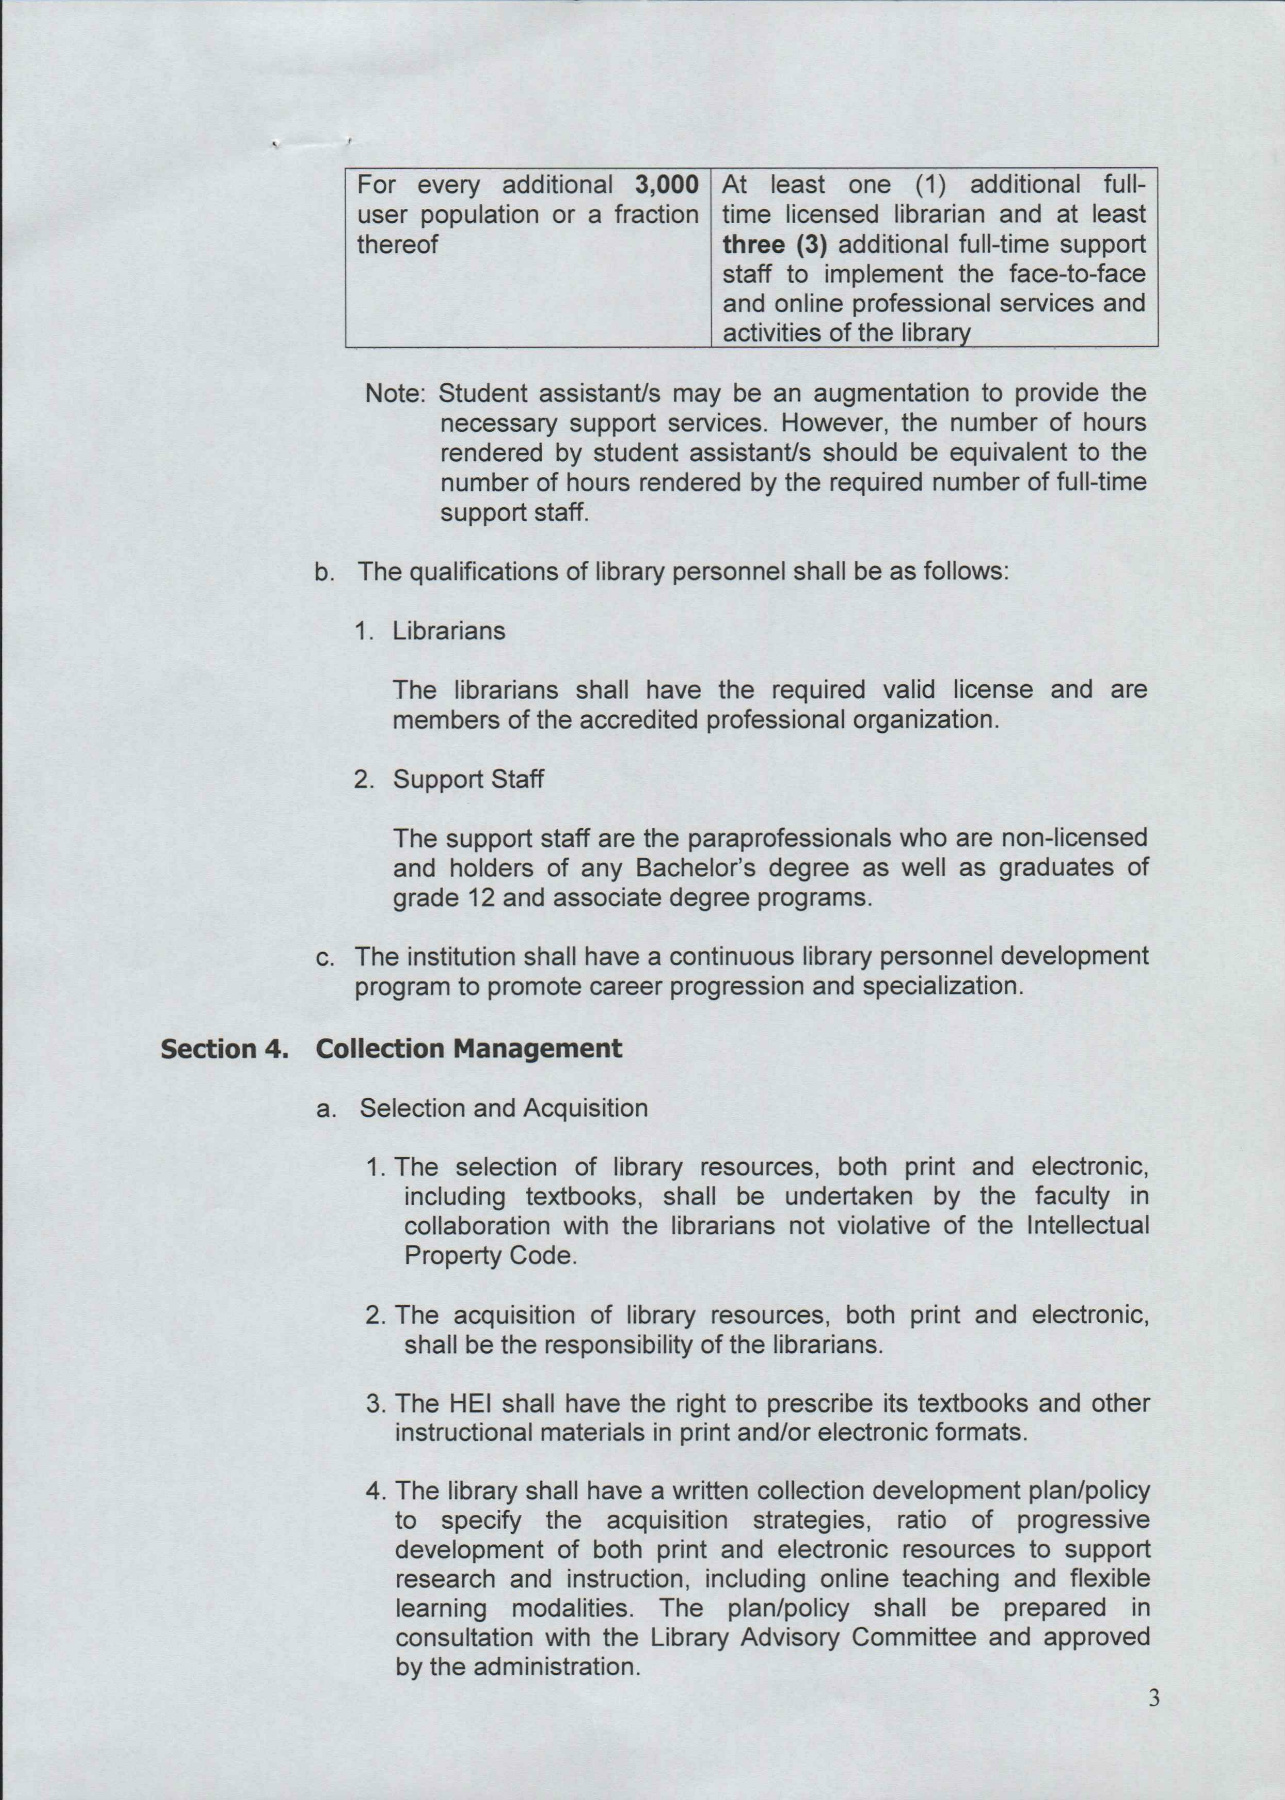 For every additional 3,000
user population or a fraction
thereof
At least one (1) additional full-
time licensed librarian and at least
three (3) additional full-time support
staff to implement the face-to-face
and online professional services and
activities of the library
Note: Student assistant/s may be an augmentation to provide the
necessary support services. However, the number of hours
rendered by student assistant/s should be equivalent to the
number of hours rendered by the required number of full-time
support staff.
b. The qualifications of library personnel shall be as follows:
1. Librarians
The librarians shall have the required valid license and are
members of the accredited professional organization.
2. Support Staff
The support staff are the paraprofessionals who are non-licensed
and holders of any Bachelor's degree as well as graduates of
grade 12 and associate degree programs.
c. The institution shall have a continuous library personnel development
program to promote career progression and specialization.
Section 4. Collection Management
a. Selection and Acquisition
1. The selection of library resources, both print and electronic,
including textbooks, shall be undertaken by the faculty in
collaboration with the librarians not violative of the Intellectual
Property Code.
2. The acquisition of library resources, both print and electronic,
shall be the responsibility of the librarians.
3. The HEI shall have the right to prescribe its textbooks and other
instructional materials in print and/or electronic formats.
4. The library shall have a written collection development plan/policy
to specify the acquisition strategies, ratio of progressive
development of both print and electronic resources to support
research and instruction, including online teaching and flexible
learning modalities. The plan/policy shall be prepared in
consultation with the Library Advisory Committee and approved
by the administration.
3